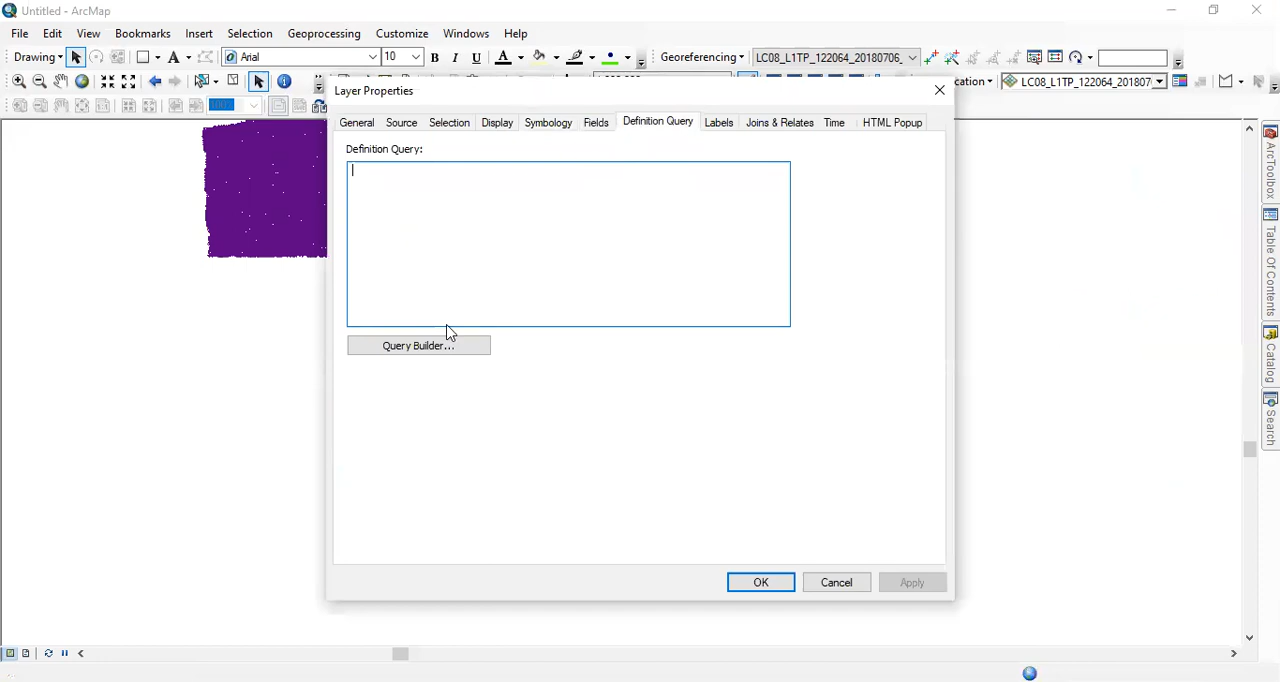 Untitled - ArcMap
File Edit View Bookmarks Insert Selection Geoprocessing Customize Windows Help
Drawing Arial 10 B I U A Georeferencing LC08_L1TP_122064_20180706_
cation LC08_L1TP_122064_201807
Layer Properties
General Source Selection Display Symbology Fields Definition Query Labels Joins & Relates Time HTML Popup
Definition Query:
Query Builder...
OK Cancel Apply
ArcToolbox
Table Of Contents
Catalog
Search